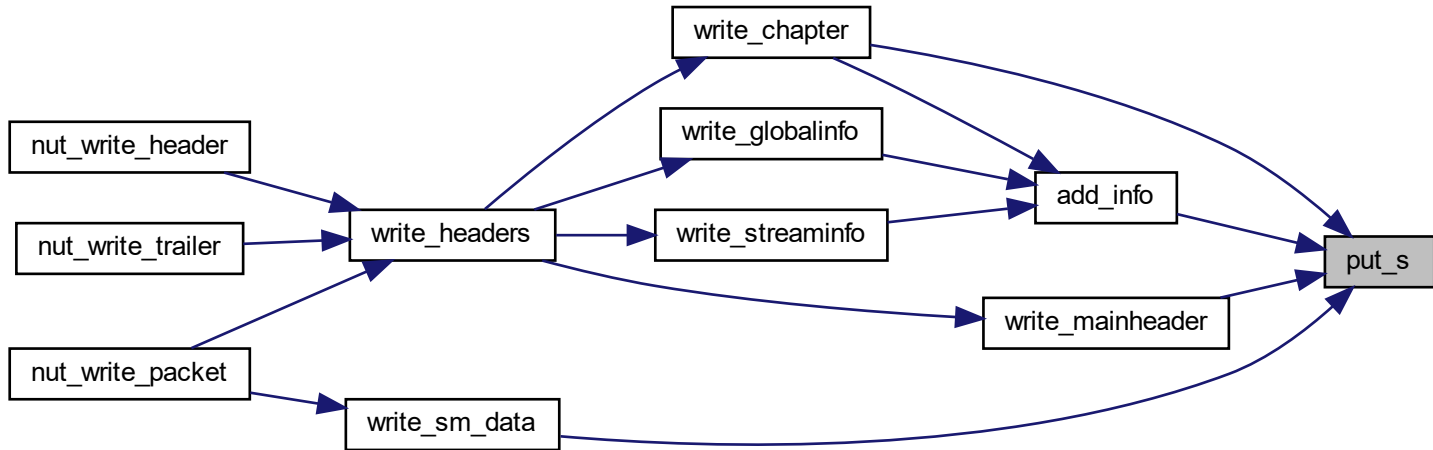 write_chapter
write_globalinfo
nut_write_header
add_info
write_headers
write_streaminfo
nut_write_trailer
put_s
write_mainheader
nut_write_packet
write_sm_data